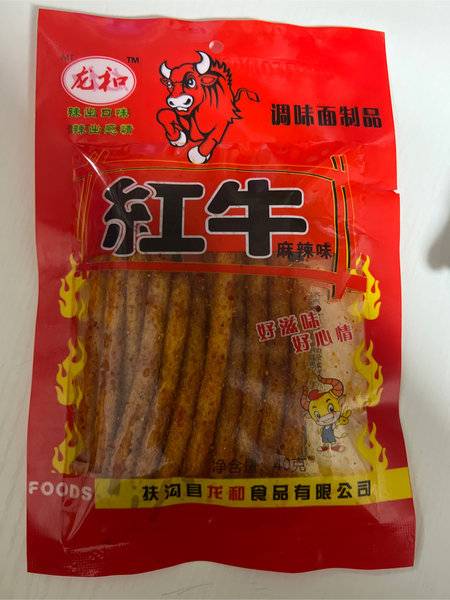 龙和
TM
辣出口味
辣出感情
调味面制品
紅牛
麻辣味
好滋味
好心情
净含量:40克
FOODS
扶沟县龙和食品有限公司